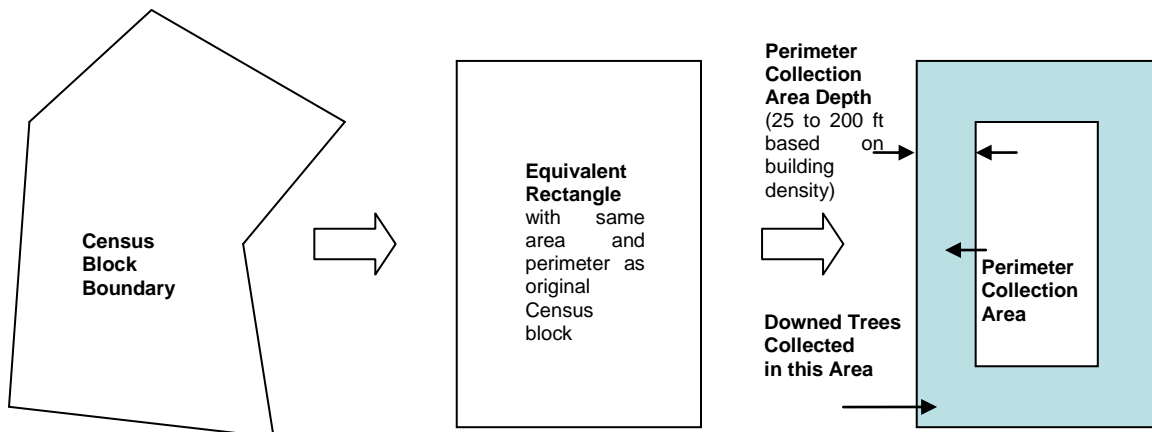 Census
Block
Boundary
Equivalent
Rectangle
with same
area and
perimeter as
original
Census
block
Perimeter
Collection
Area Depth
(25 to 200 ft
based on
building
density)
Downed Trees
Collected
in this Area
Perimeter
Collection
Area